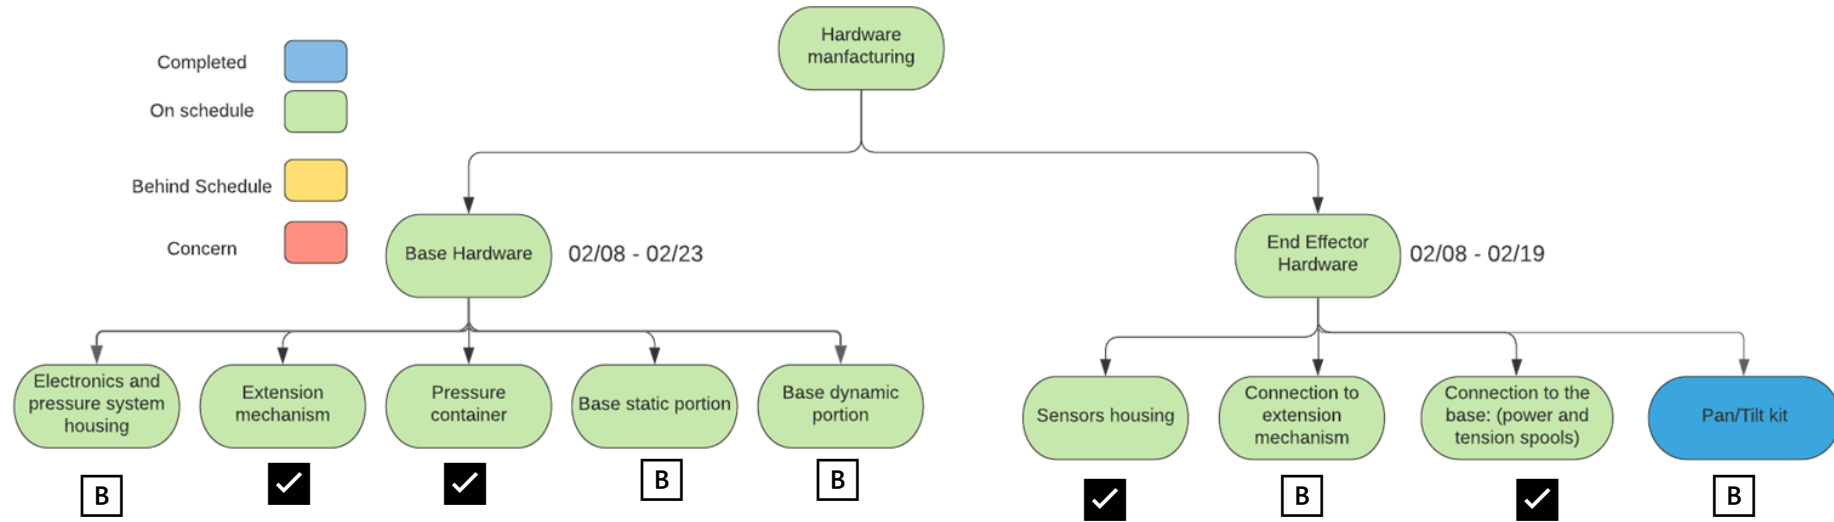 Hardware
manfacturing
Completed
On schedule
Behind Schedule
Concern
Base Hardware
02/08 - 02/23
End Effector
Hardware
02/08 - 02/19
Electronics and
pressure system
housing
Extension
mechanism
Pressure
container
Base static portion
Base dynamic
portion
Sensors housing
Connection to
extension
mechanism
Connection to the
base: (power and
tension spools)
Pan/Tilt kit
B
B
B
B
B